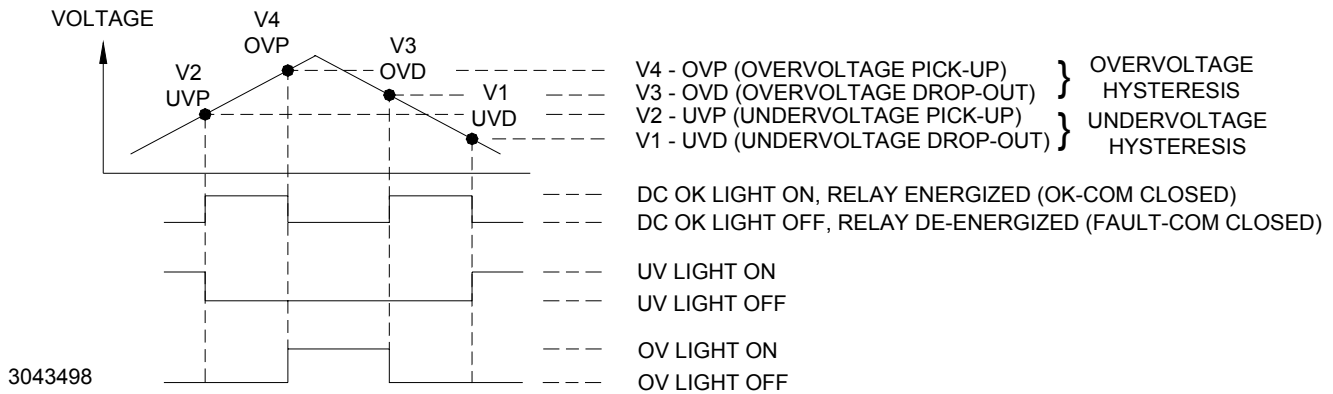 VOLTAGE
V4
OVP
V3
OVD
V2
UVP
V1
UVD
V4 - OVP (OVERVOLTAGE PICK-UP)
V3 - OVD (OVERVOLTAGE DROP-OUT)
} OVERVOLTAGE
HYSTERESIS
V2 - UVP (UNDERVOLTAGE PICK-UP)
V1 - UVD (UNDERVOLTAGE DROP-OUT)
} UNDERVOLTAGE
HYSTERESIS
DC OK LIGHT ON, RELAY ENERGIZED (OK-COM CLOSED)
DC OK LIGHT OFF, RELAY DE-ENERGIZED (FAULT-COM CLOSED)
UV LIGHT ON
UV LIGHT OFF
OV LIGHT ON
OV LIGHT OFF
3043498